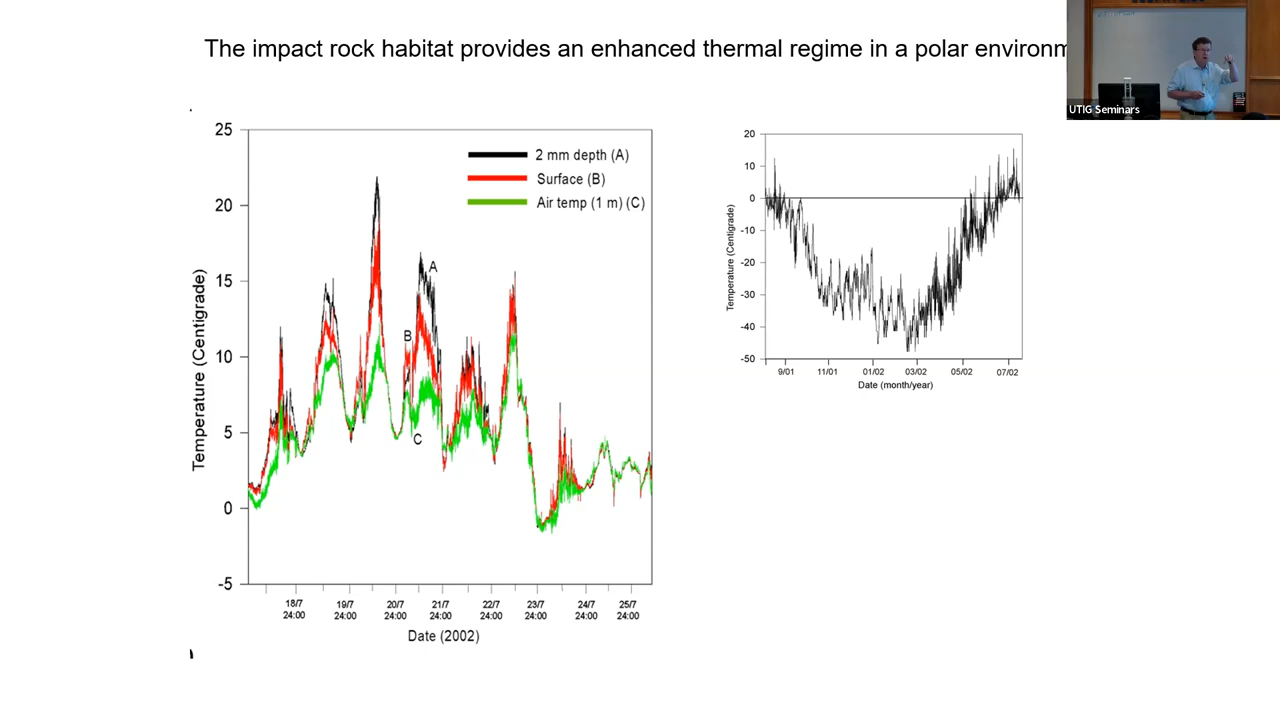 The impact rock habitat provides an enhanced thermal regime in a polar environm
UTIG Seminars
25
20
15
10
5
0
-5
Temperature (Centigrade)
2 mm depth (A)
Surface (B)
Air temp (1 m) (C)
A
B
C
18/7 19/7 20/7 21/7 22/7 23/7 24/7 25/7
24:00 24:00 24:00 24:00 24:00 24:00 24:00 24:00
Date (2002)
20
10
0
-10
-20
-30
-40
-50
Temperature (Centigrade)
9/01 11/01 01/02 03/02 05/02 07/02
Date (month/year)